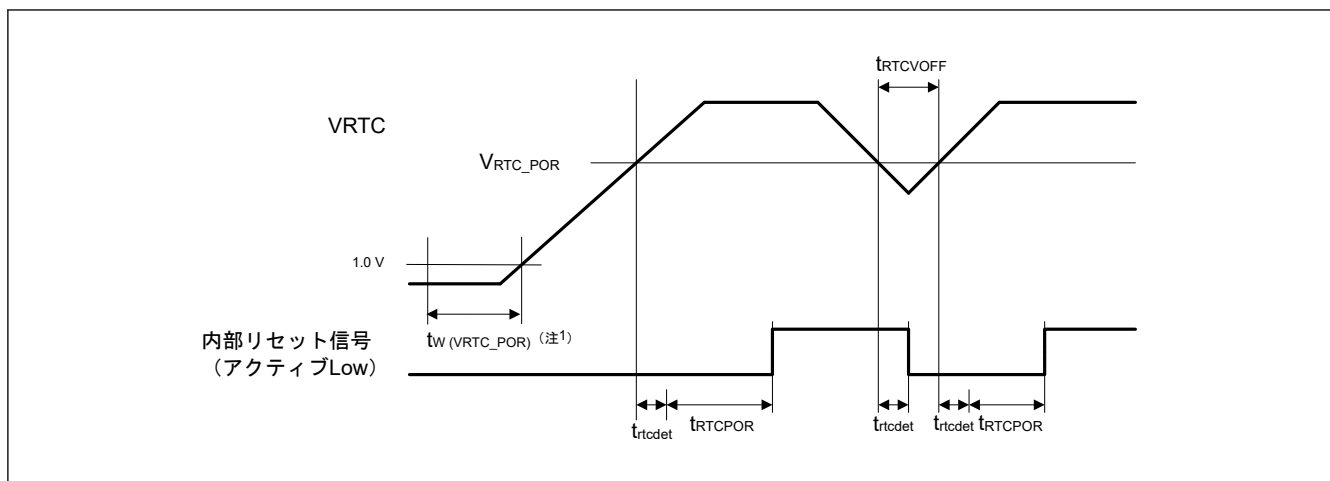 tRTCVOFF
VRTC
VRTC_POR
1.0 V
tW (VRTC_POR)（注1）
内部リセット信号
（アクティブLow）
trtcdet
tRTCPOR
trtcdet
trtcdet
tRTCPOR